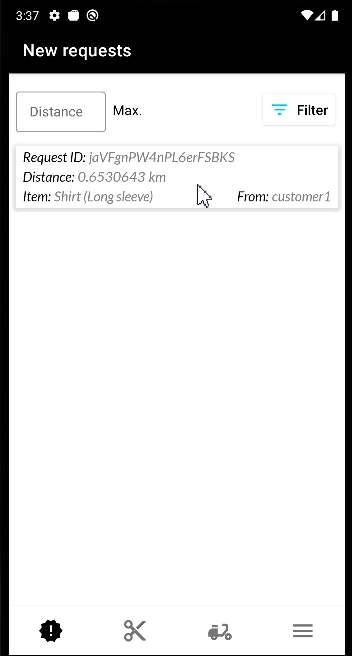 3:37
New requests
Distance Max. Filter
Request ID: jaVFgnPW4nPL6erFSBKS
Distance: 0.6530643 km
Item: Shirt (Long sleeve) From: customer1